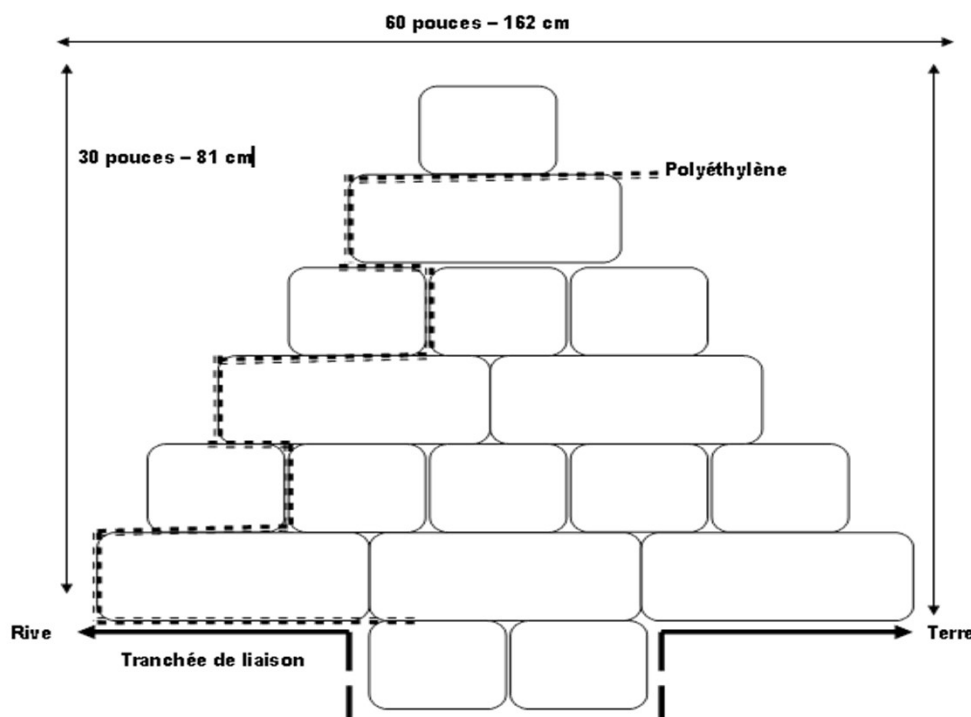 60 pouces – 162 cm
30 pouces – 81 cm
Polyéthylène
Rive
Terre
Tranchée de liaison